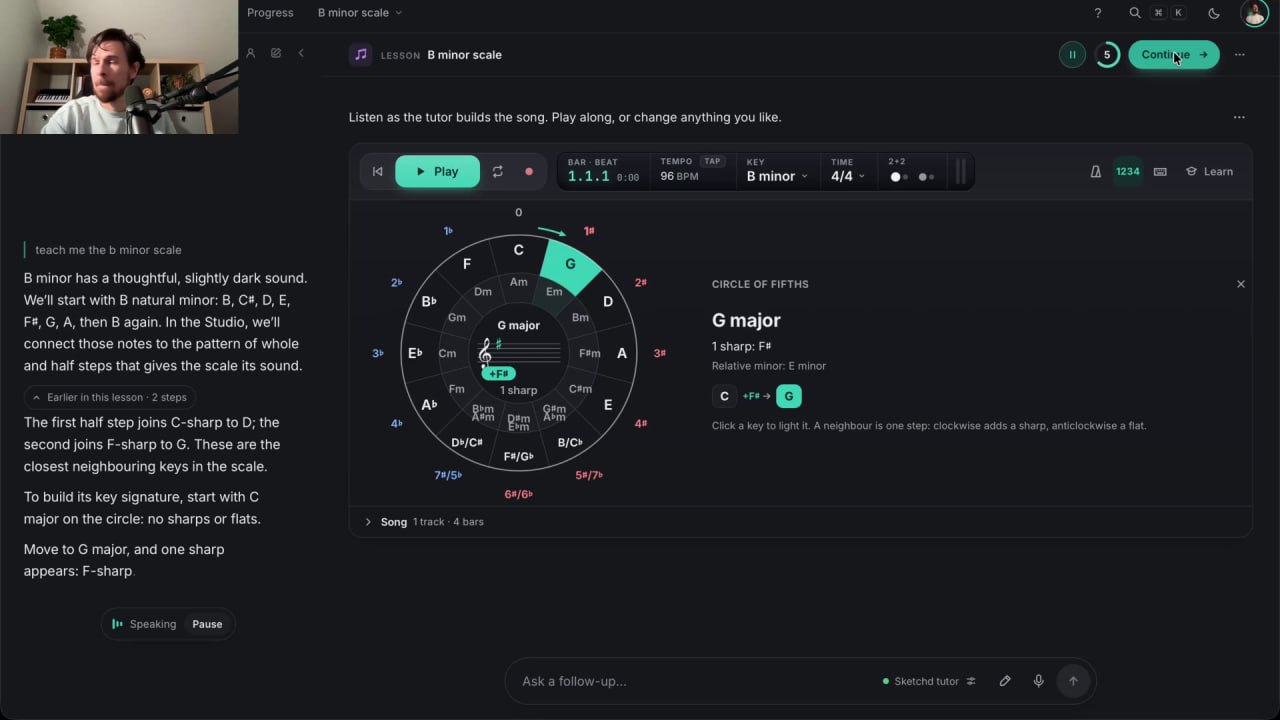 Progress
B minor scale
?
⌘ K
LESSON B minor scale
5
Continue →
Listen as the tutor builds the song. Play along, or change anything you like.
Play
BAR · BEAT
1.1.1 0:00
TEMPO TAP
96 BPM
KEY
B minor
TIME
4/4
2+2
1234
Learn
teach me the b minor scale
B minor has a thoughtful, slightly dark sound.
We'll start with B natural minor: B, C♯, D, E,
F♯, G, A, then B again. In the Studio, we'll
connect those notes to the pattern of whole
and half steps that gives the scale its sound.
Earlier in this lesson · 2 steps
The first half step joins C-sharp to D; the
second joins F-sharp to G. These are the
closest neighbouring keys in the scale.
To build its key signature, start with C
major on the circle: no sharps or flats.
Move to G major, and one sharp
appears: F-sharp.
Speaking Pause
0
1♭ 1♯
C
F G
2♭ 2♯
Am
Dm Em
B♭ D
Gm Bm
G major
3♭ E♭ Cm F♯m A 3♯
+F♯
1 sharp
Fm C♯m
A♭ E
B♭m G♯m
A♯m A♭m
D♯m
E♭m
4♭ 4♯
D♭/C♯ B/C♭
F♯/G♭
7♯/5♭ 5♯/7♭
6♯/6♭
CIRCLE OF FIFTHS
G major
1 sharp: F♯
Relative minor: E minor
C +F♯ → G
Click a key to light it. A neighbour is one step: clockwise adds a sharp, anticlockwise a flat.
Song 1 track · 4 bars
Ask a follow-up...
Sketchd tutor